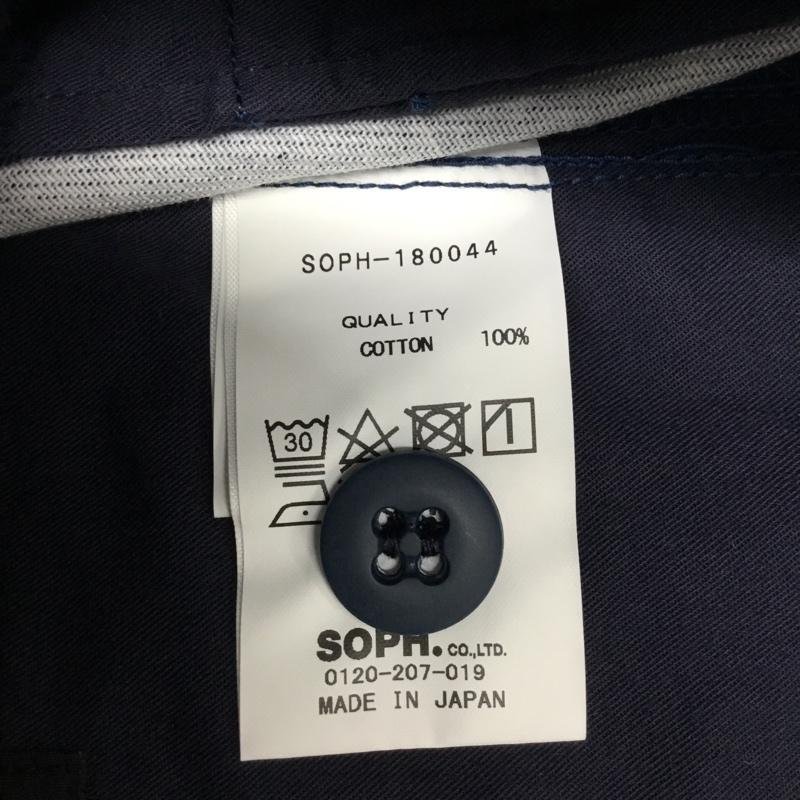 SOPH-180044
QUALITY
COTTON 100%
30
SOPH. CO.,LTD.
0120-207-019
MADE IN JAPAN